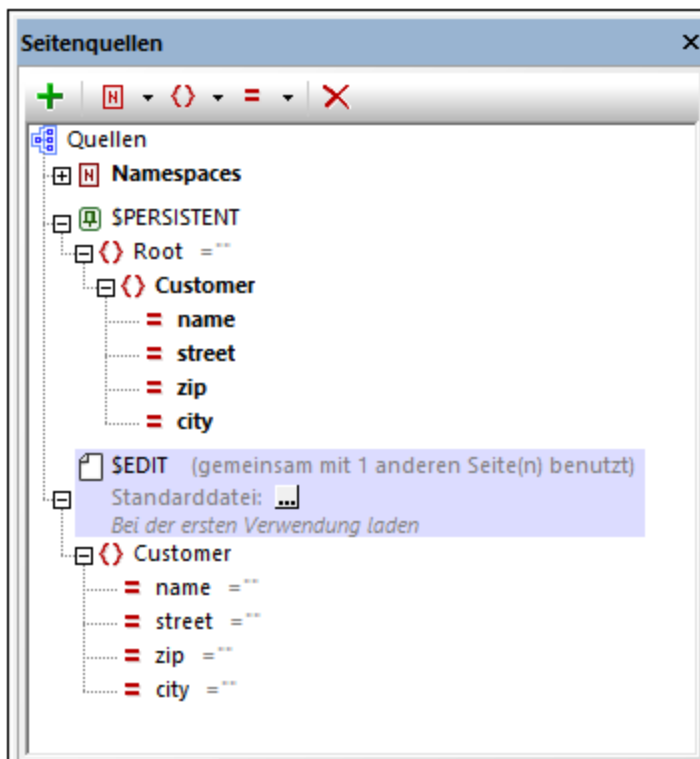 Seitenquellen
Quellen
Namespaces
$PERSISTENT
Root =""
Customer
name
street
zip
city
$EDIT (gemeinsam mit 1 anderen Seite(n) benutzt)
Standarddatei: ...
Bei der ersten Verwendung laden
Customer
name =""
street =""
zip =""
city =""